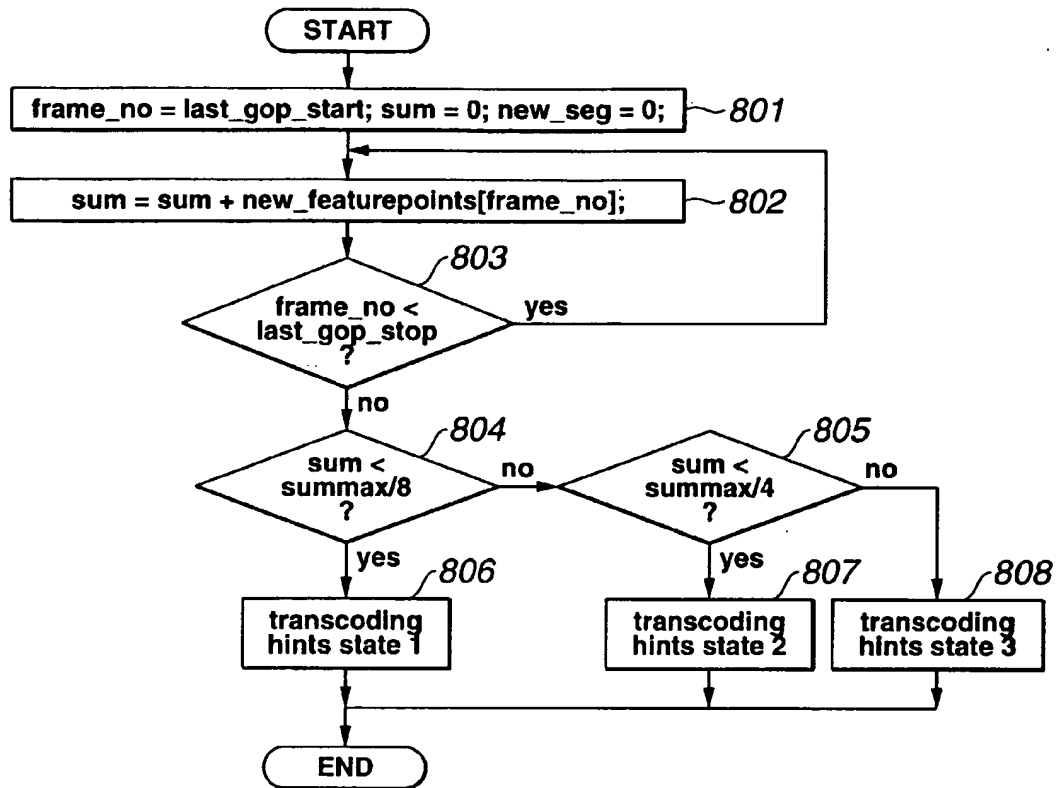 START
frame_no = last_gop_start; sum = 0; new_seg = 0;
801
sum = sum + new_featurepoints[frame_no];
802
803
frame_no <
last_gop_stop
?
yes
no
804
sum <
summax/8
?
no
805
sum <
summax/4
?
no
yes
yes
806
transcoding
hints state 1
807
transcoding
hints state 2
808
transcoding
hints state 3
END